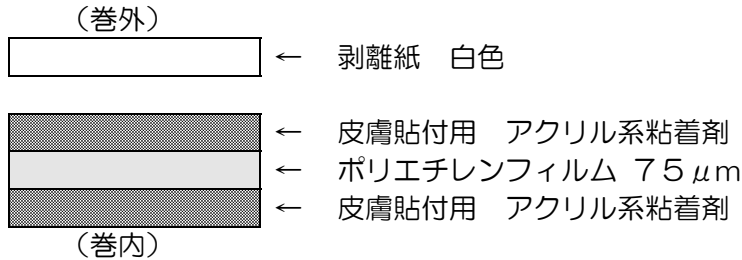 （巻外）
← 剥離紙　白色
← 皮膚貼付用　アクリル系粘着剤
← ポリエチレンフィルム ７５μｍ
← 皮膚貼付用　アクリル系粘着剤
（巻内）